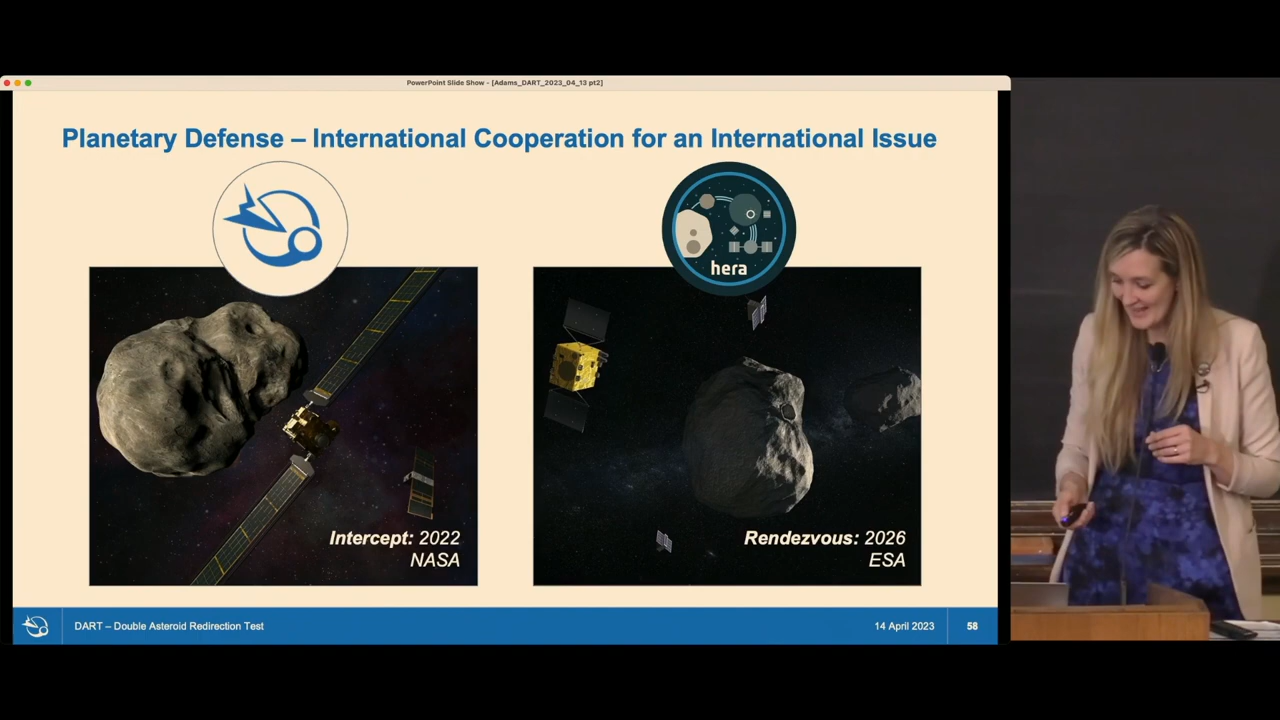 PowerPoint Slide Show - [Adams_DART_2023_04_13 pt2]
Planetary Defense – International Cooperation for an International Issue
hera
Intercept: 2022
NASA
Rendezvous: 2026
ESA
DART – Double Asteroid Redirection Test
14 April 2023
58